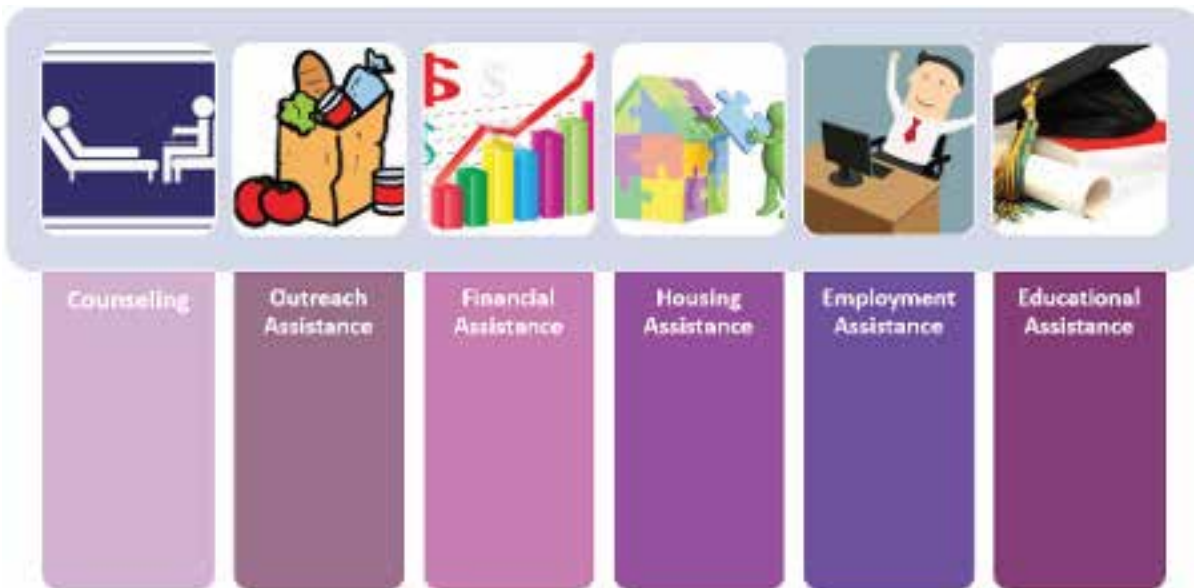 Counseling
Outreach
Assistance
Financial
Assistance
Housing
Assistance
Employment
Assistance
Educational
Assistance
$ $